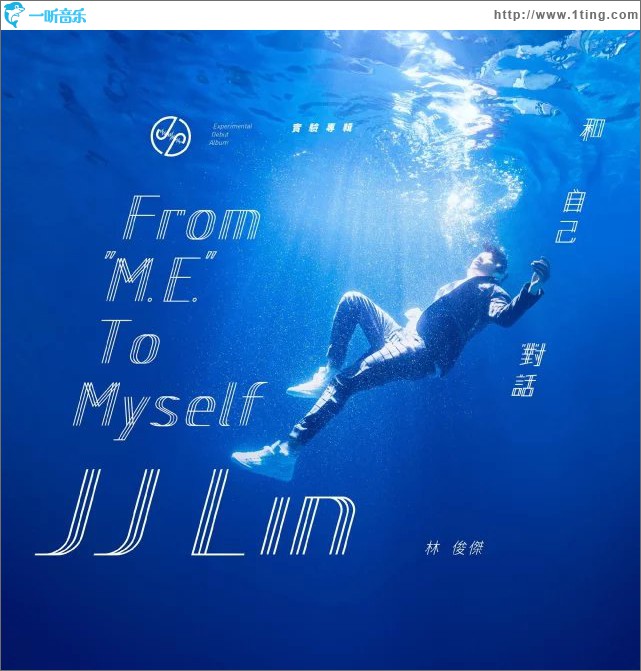 一听音乐
http://www.1ting.com
Experimental
Début
Album
實驗專輯
和
自己
對話
From
"M.E."
To
Myself
JJ Lin
林 俊傑